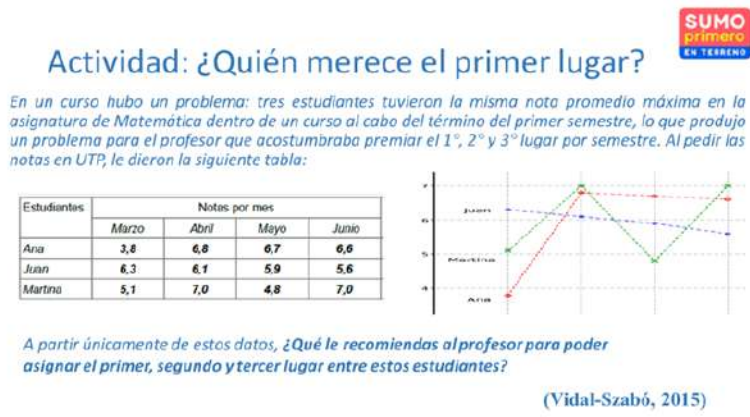 SUMO
primero
EN TERRENO
Actividad: ¿Quién merece el primer lugar?
En un curso hubo un problema: tres estudiantes tuvieron la misma nota promedio máxima en la
asignatura de Matemática dentro de un curso al cabo del término del primer semestre, lo que produjo
un problema para el profesor que acostumbraba premiar el 1°, 2° y 3° lugar por semestre. Al pedir las
notas en UTP, le dieron la siguiente tabla:
Estudiantes Notas por mes
Marzo Abril Mayo Junio
Ana 3,8 6,8 6,7 6,6
Juan 6,3 6,1 5,9 5,6
Martina 5,1 7,0 4,8 7,0
7
6
5
4
Juan
Martina
Ana
A partir únicamente de estos datos, ¿Qué le recomiendas al profesor para poder
asignar el primer, segundo y tercer lugar entre estos estudiantes?
(Vidal-Szabó, 2015)